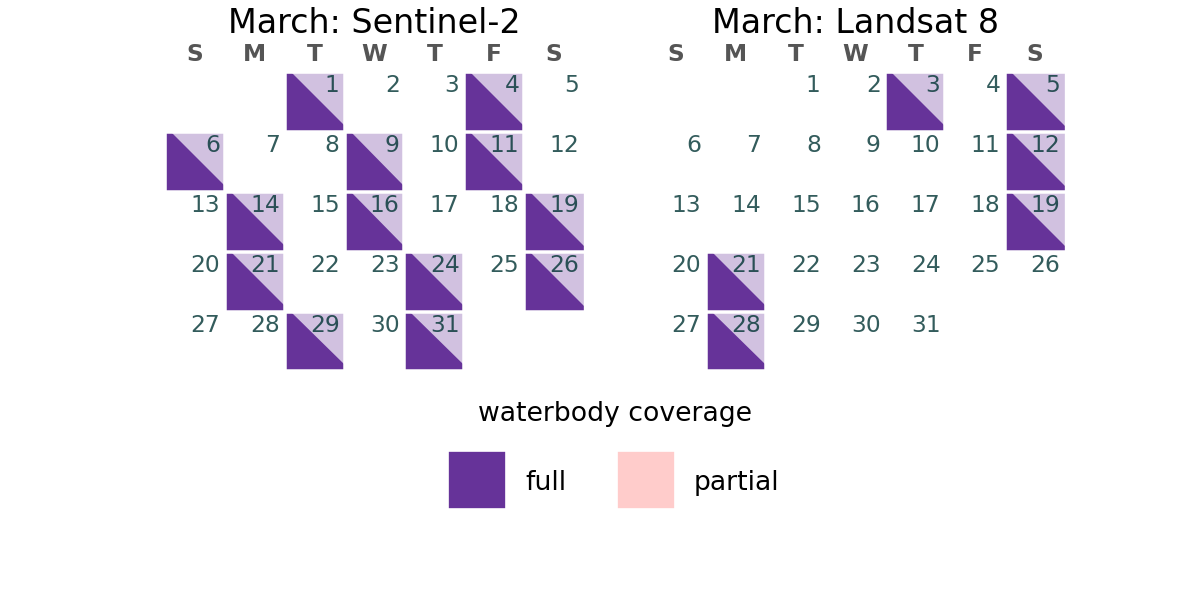 March: Sentinel-2
S M T W T F S
1 2 3 4 5
6 7 8 9 10 11 12
13 14 15 16 17 18 19
20 21 22 23 24 25 26
27 28 29 30 31
March: Landsat 8
S M T W T F S
1 2 3 4 5
6 7 8 9 10 11 12
13 14 15 16 17 18 19
20 21 22 23 24 25 26
27 28 29 30 31
waterbody coverage
full partial